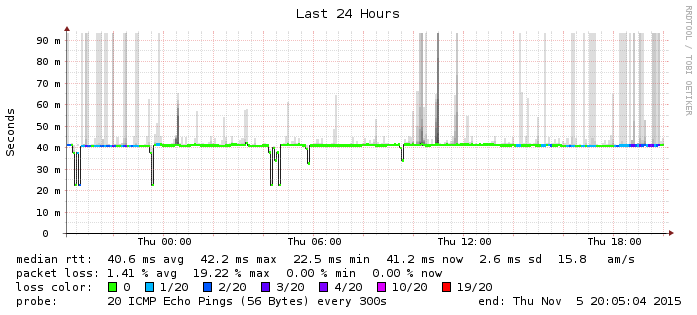 Last 24 Hours
RRDTOOL / TOBI OETIKER
Seconds
90 m
80 m
70 m
60 m
50 m
40 m
30 m
20 m
10 m
0
Thu 00:00 Thu 06:00 Thu 12:00 Thu 18:00
median rtt: 40.6 ms avg 42.2 ms max 22.5 ms min 41.2 ms now 2.6 ms sd 15.8 am/s
packet loss: 1.41 % avg 19.22 % max 0.00 % min 0.00 % now
loss color: 0 1/20 2/20 3/20 4/20 10/20 19/20
probe: 20 ICMP Echo Pings (56 Bytes) every 300s end: Thu Nov 5 20:05:04 2015